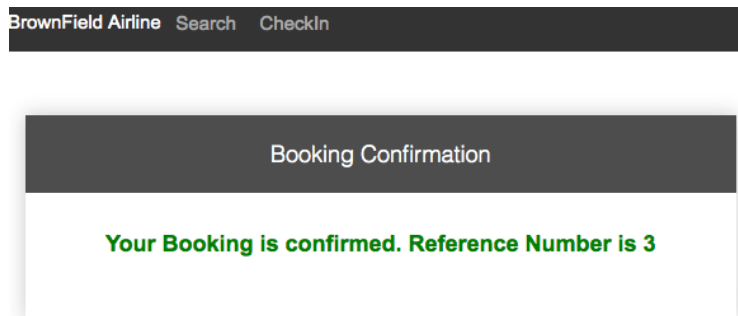 BrownField Airline Search CheckIn
Booking Confirmation
Your Booking is confirmed. Reference Number is 3